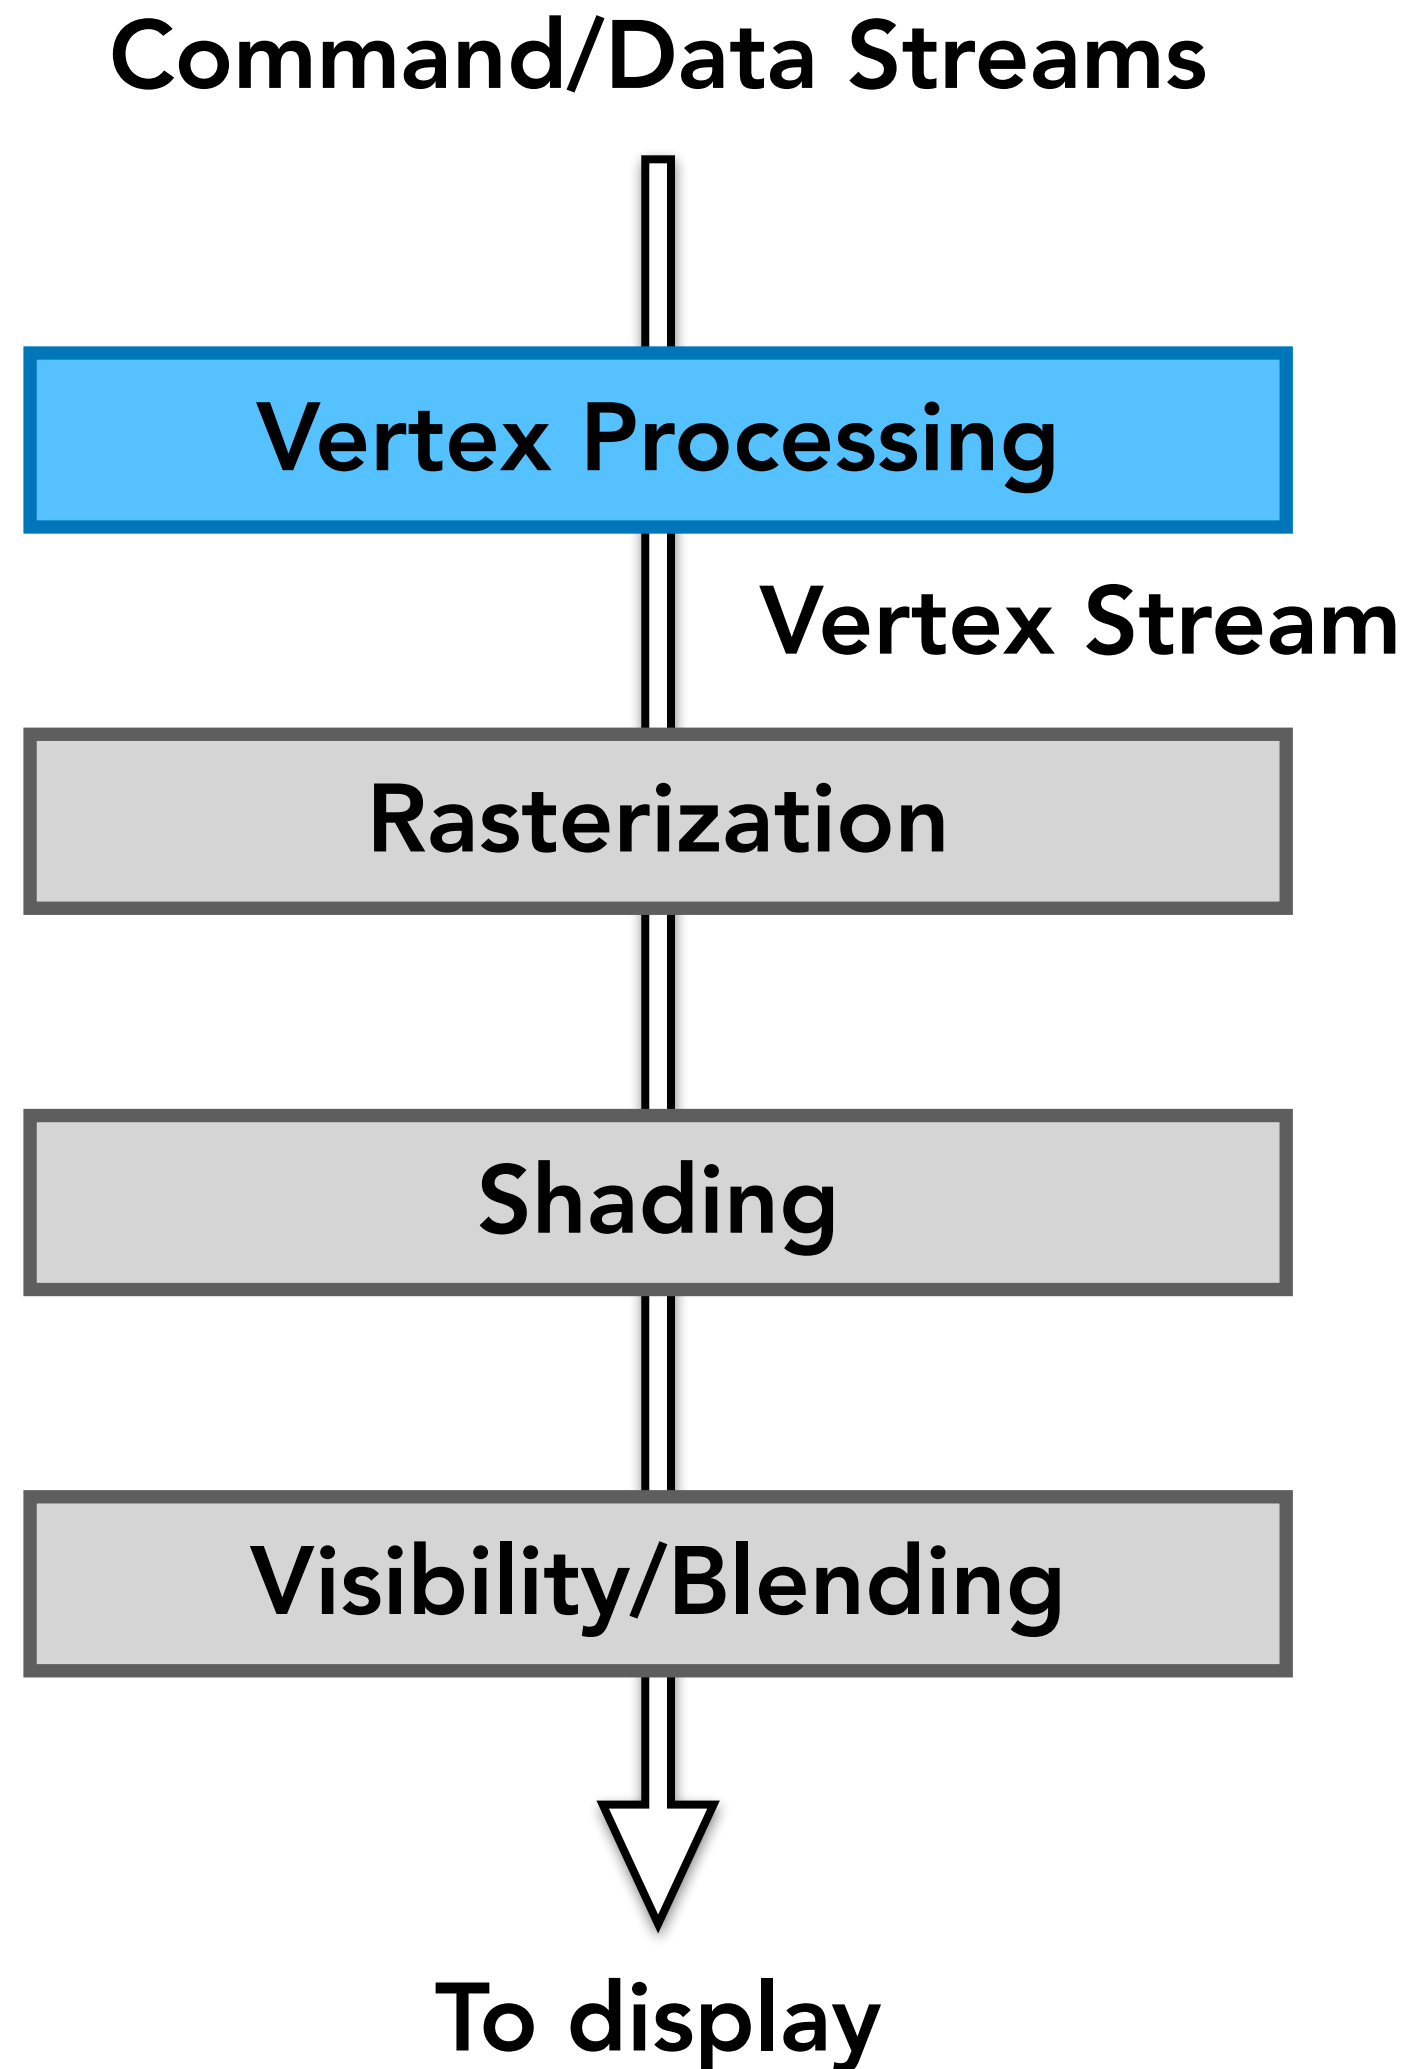 Command/Data Streams
Vertex Processing
Vertex Stream
Rasterization
Shading
Visibility/Blending
To display